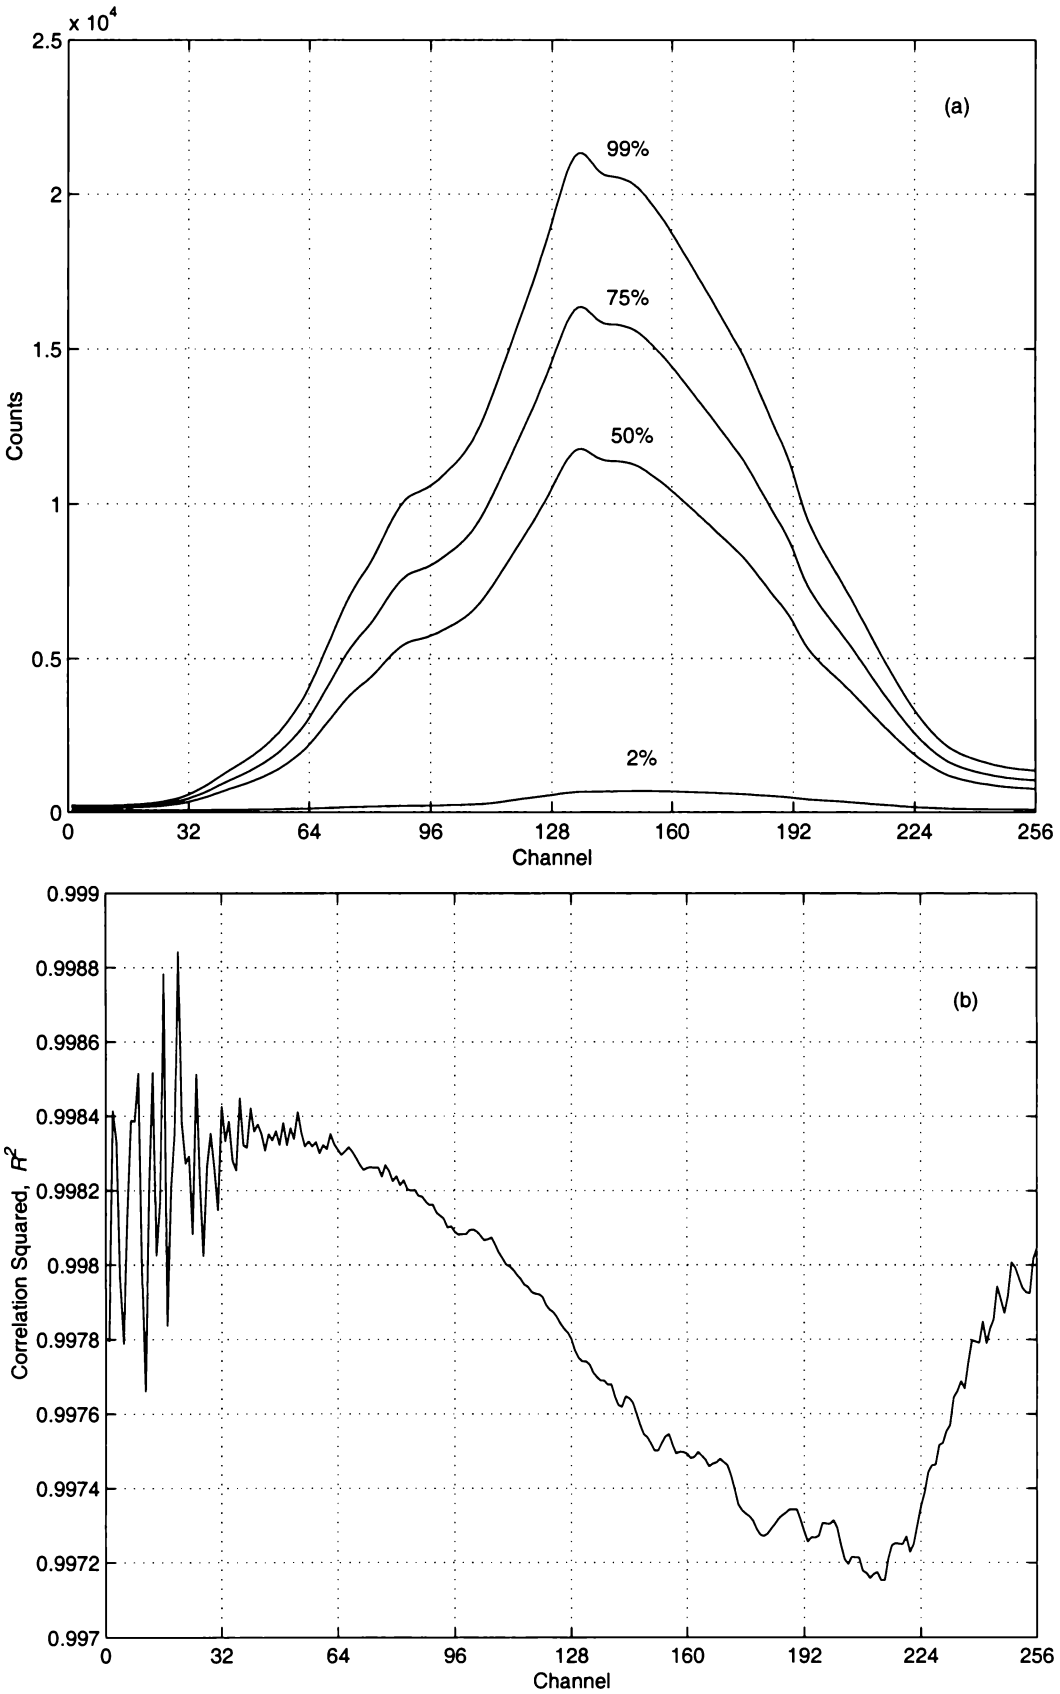 x 10⁴
2.5
(a)
99%
2
75%
1.5
Counts
50%
1
0.5
2%
0
0 32 64 96 128 160 192 224 256
Channel
0.999
0.9988
(b)
0.9986
0.9984
Correlation Squared, R²
0.9982
0.998
0.9978
0.9976
0.9974
0.9972
0.997
0 32 64 96 128 160 192 224 256
Channel